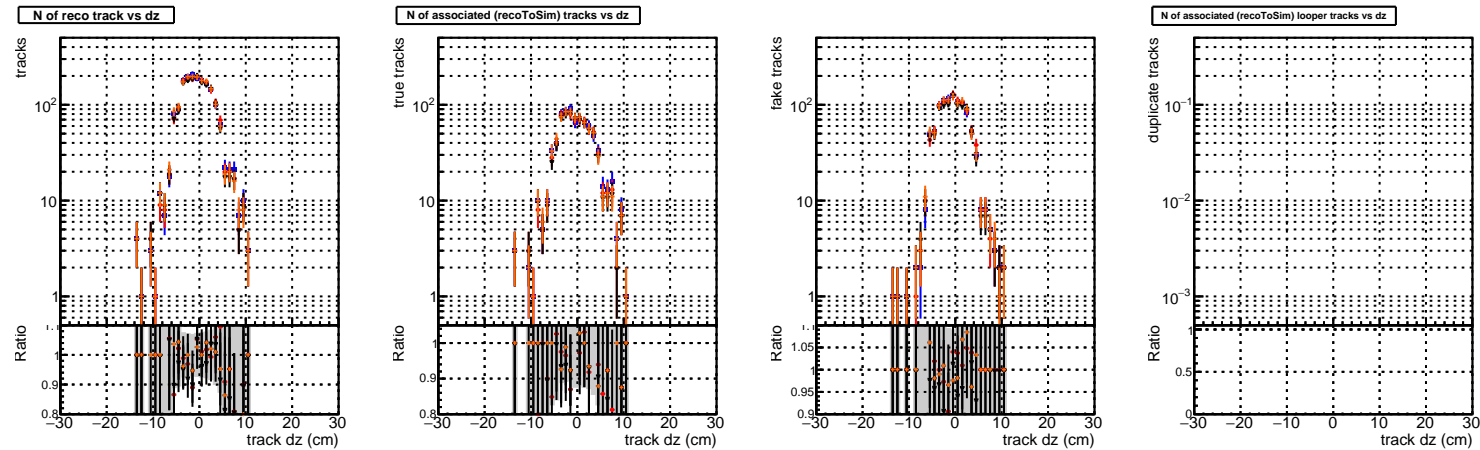 N of reco track vs dz
tracks
10²
10
1
Ratio
1.1
1
0.9
0.8
−30 −20 −10 0 10 20 30
track dz (cm)
N of associated (recoToSim) tracks vs dz
true tracks
10²
10
1
Ratio
1
0.9
0.8
−30 −20 −10 0 10 20 30
track dz (cm)
fake tracks
10²
10
1
Ratio
1.1
1.05
1
0.95
0.9
−30 −20 −10 0 10 20 30
track dz (cm)
N of associated (recoToSim) looper tracks vs dz
duplicate tracks
10⁻¹
10⁻²
10⁻³
Ratio
1
0.5
0
−30 −20 −10 0 10 20 30
track dz (cm)